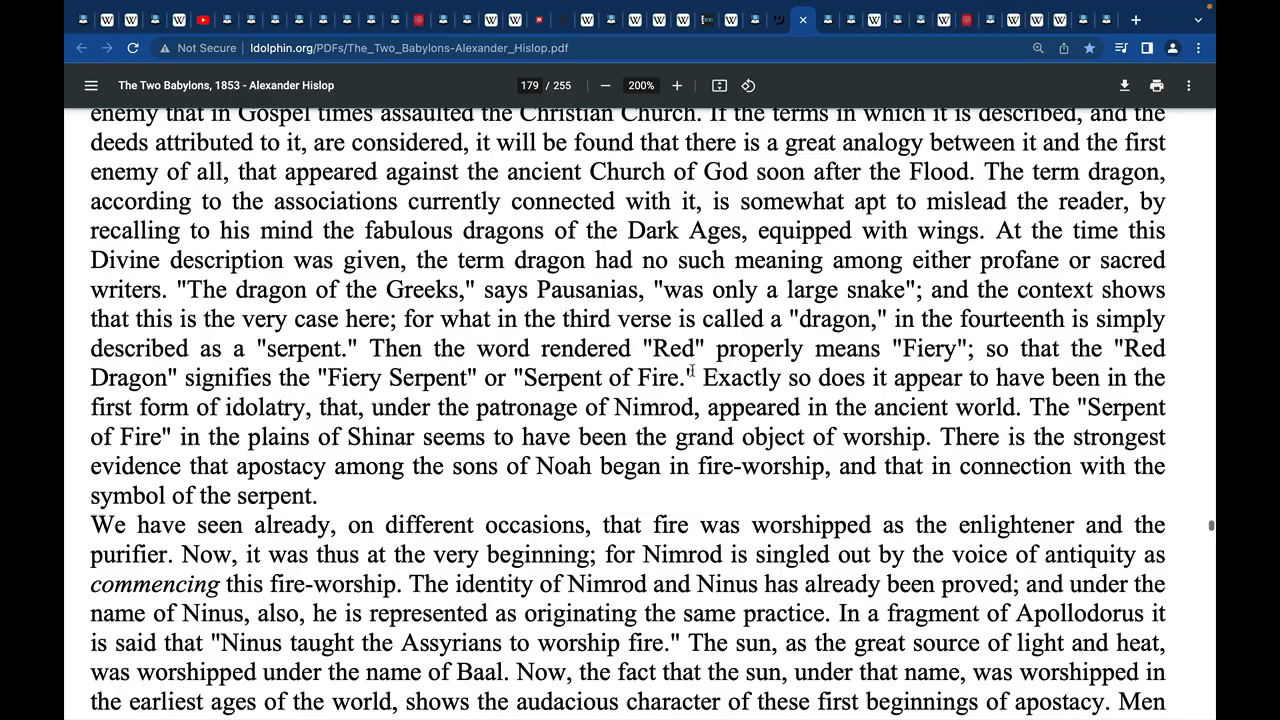 Not Secure | ldolphin.org/PDFs/The_Two_Babylons-Alexander_Hislop.pdf
The Two Babylons, 1853 - Alexander Hislop
179 / 255
200%
enemy that in Gospel times assaulted the Christian Church. If the terms in which it is described, and the
deeds attributed to it, are considered, it will be found that there is a great analogy between it and the first
enemy of all, that appeared against the ancient Church of God soon after the Flood. The term dragon,
according to the associations currently connected with it, is somewhat apt to mislead the reader, by
recalling to his mind the fabulous dragons of the Dark Ages, equipped with wings. At the time this
Divine description was given, the term dragon had no such meaning among either profane or sacred
writers. "The dragon of the Greeks," says Pausanias, "was only a large snake"; and the context shows
that this is the very case here; for what in the third verse is called a "dragon," in the fourteenth is simply
described as a "serpent." Then the word rendered "Red" properly means "Fiery"; so that the "Red
Dragon" signifies the "Fiery Serpent" or "Serpent of Fire." Exactly so does it appear to have been in the
first form of idolatry, that, under the patronage of Nimrod, appeared in the ancient world. The "Serpent
of Fire" in the plains of Shinar seems to have been the grand object of worship. There is the strongest
evidence that apostacy among the sons of Noah began in fire-worship, and that in connection with the
symbol of the serpent.
We have seen already, on different occasions, that fire was worshipped as the enlightener and the
purifier. Now, it was thus at the very beginning; for Nimrod is singled out by the voice of antiquity as
commencing this fire-worship. The identity of Nimrod and Ninus has already been proved; and under the
name of Ninus, also, he is represented as originating the same practice. In a fragment of Apollodorus it
is said that "Ninus taught the Assyrians to worship fire." The sun, as the great source of light and heat,
was worshipped under the name of Baal. Now, the fact that the sun, under that name, was worshipped in
the earliest ages of the world, shows the audacious character of these first beginnings of apostacy. Men